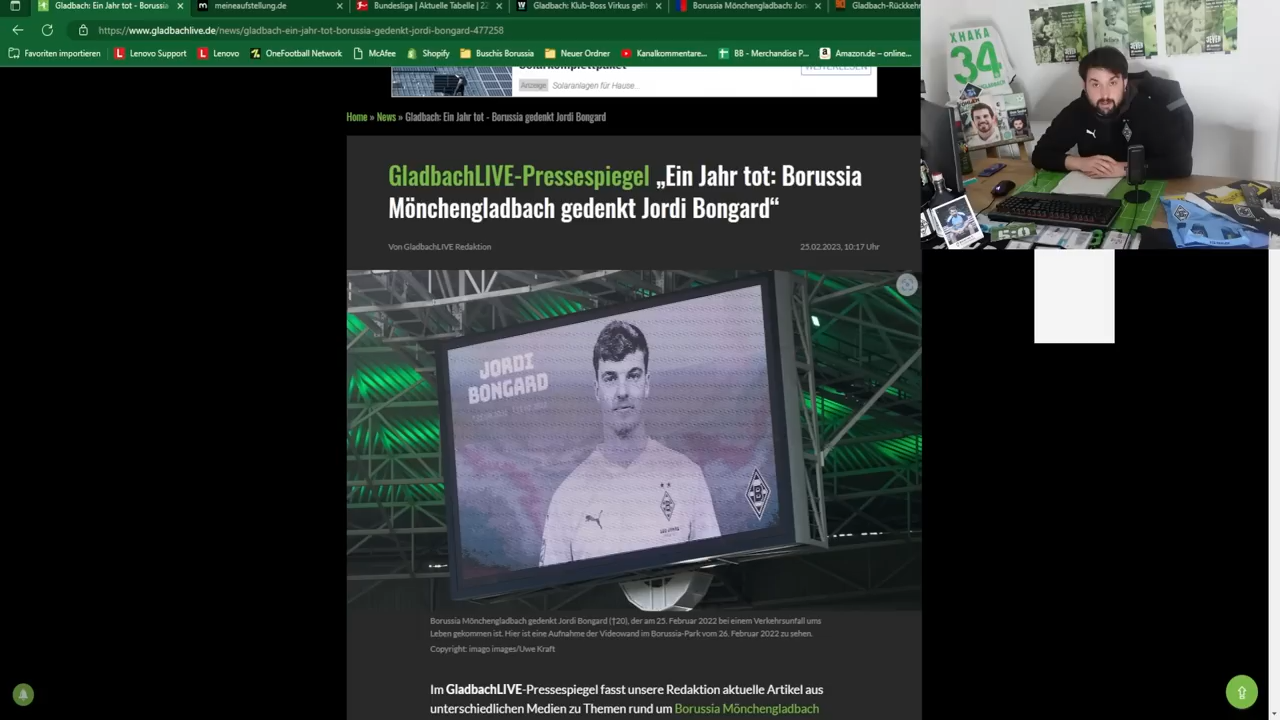 Gladbach: Ein Jahr tot - Borussia
meineaufstellung.de
Bundesliga | Aktuelle Tabelle | 22
Gladbach: Klub-Boss Virkus geht
Borussia Mönchengladbach: Jon
Gladbach-Rückkehr
https://www.gladbachlive.de/news/gladbach-ein-jahr-tot-borussia-gedenkt-jordi-bongard-477258
Favoriten importieren
Lenovo Support
Lenovo
OneFootball Network
McAfee
Shopify
Buschis Borussia
Neuer Ordner
Kanalkommentare...
BB - Merchandise P...
Amazon.de – online...
Anzeige
Solaranlagen für Hause...
Home » News » Gladbach: Ein Jahr tot - Borussia gedenkt Jordi Bongard
GladbachLIVE-Pressespiegel „Ein Jahr tot: Borussia
Mönchengladbach gedenkt Jordi Bongard“
Von GladbachLIVE Redaktion
25.02.2023, 10:17 Uhr
JORDI
BONGARD
Borussia Mönchengladbach gedenkt Jordi Bongard (†20), der am 25. Februar 2022 bei einem Verkehrsunfall ums
Leben gekommen ist. Hier ist eine Aufnahme der Videowand im Borussia-Park vom 26. Februar 2022 zu sehen.
Copyright: imago images/Uwe Kraft
Im GladbachLIVE-Pressespiegel fasst unsere Redaktion aktuelle Artikel aus
unterschiedlichen Medien zu Themen rund um Borussia Mönchengladbach
XHAKA
34